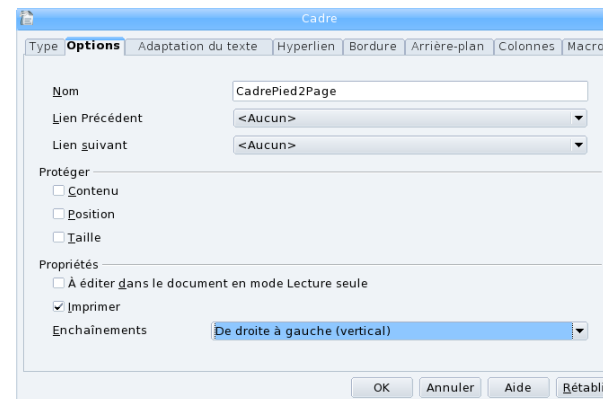 Cadre
Type Options Adaptation du texte Hyperlien Bordure Arrière-plan Colonnes Macro
Nom CadrePied2Page
Lien Précédent <Aucun>
Lien suivant <Aucun>
Protéger
Contenu
Position
Taille
Propriétés
À éditer dans le document en mode Lecture seule
Imprimer
Enchaînements De droite à gauche (vertical)
OK Annuler Aide Rétabli